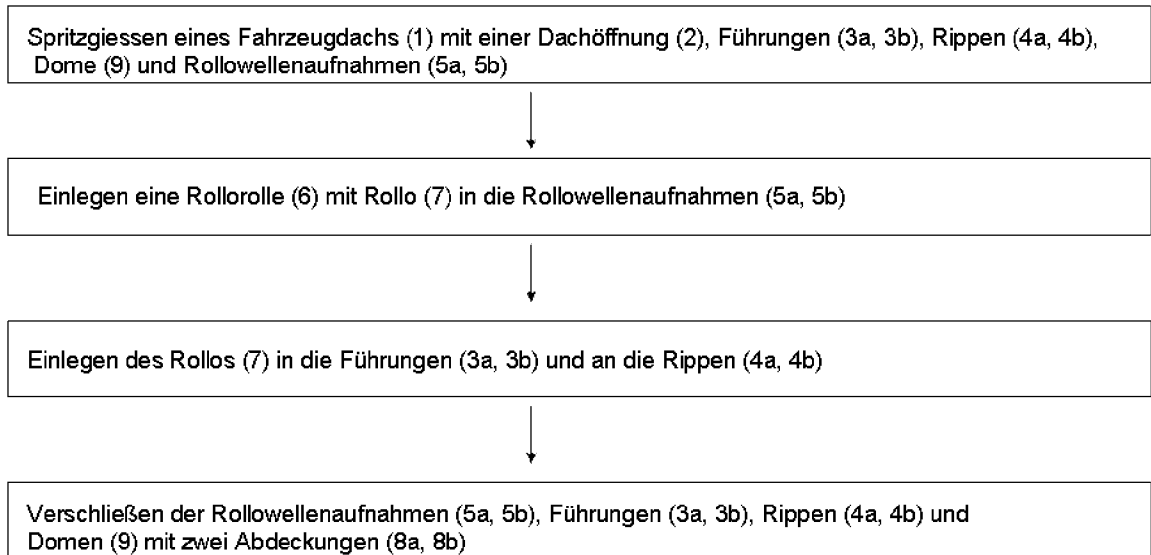 Spritzgiessen eines Fahrzeugdachs (1) mit einer Dachöffnung (2), Führungen (3a, 3b), Rippen (4a, 4b),
Dome (9) und Rollowellenaufnahmen (5a, 5b)
Einlegen eine Rollorolle (6) mit Rollo (7) in die Rollowellenaufnahmen (5a, 5b)
Einlegen des Rollos (7) in die Führungen (3a, 3b) und an die Rippen (4a, 4b)
Verschließen der Rollowellenaufnahmen (5a, 5b), Führungen (3a, 3b), Rippen (4a, 4b) und
Domen (9) mit zwei Abdeckungen (8a, 8b)